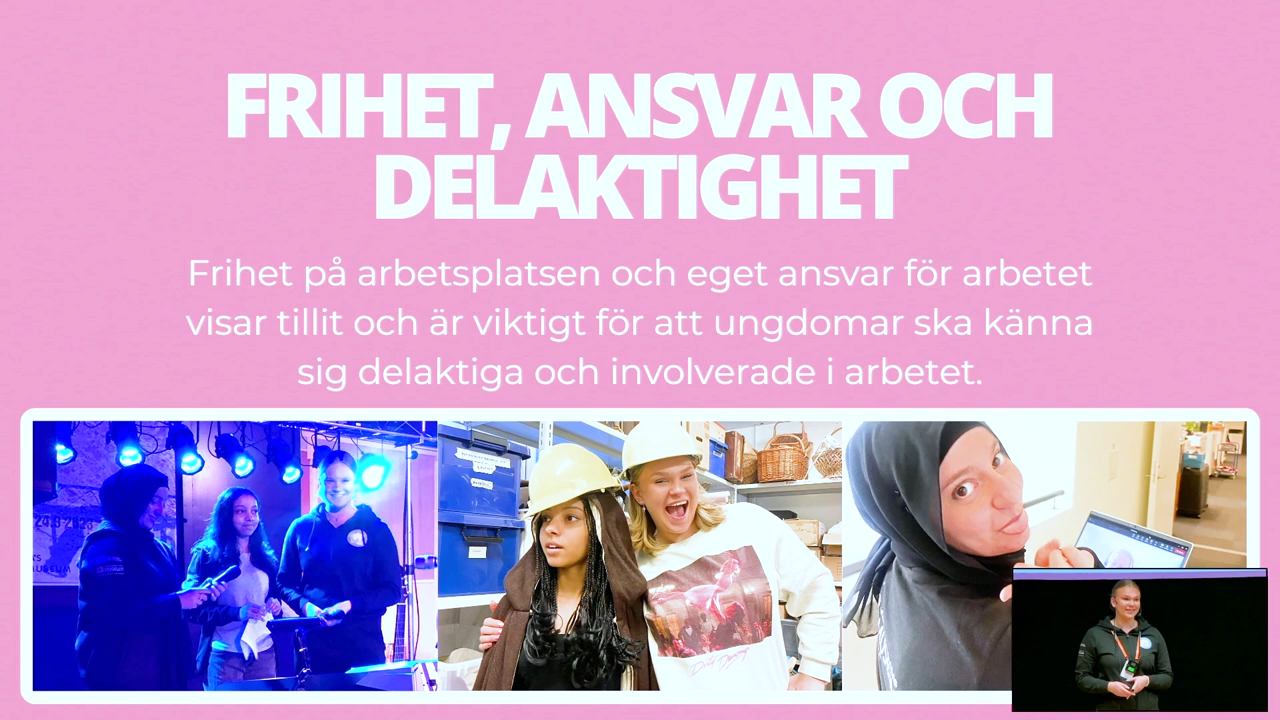 FRIHET, ANSVAR OCH
DELAKTIGHET
Frihet på arbetsplatsen och eget ansvar för arbetet
visar tillit och är viktigt för att ungdomar ska känna
sig delaktiga och involverade i arbetet.